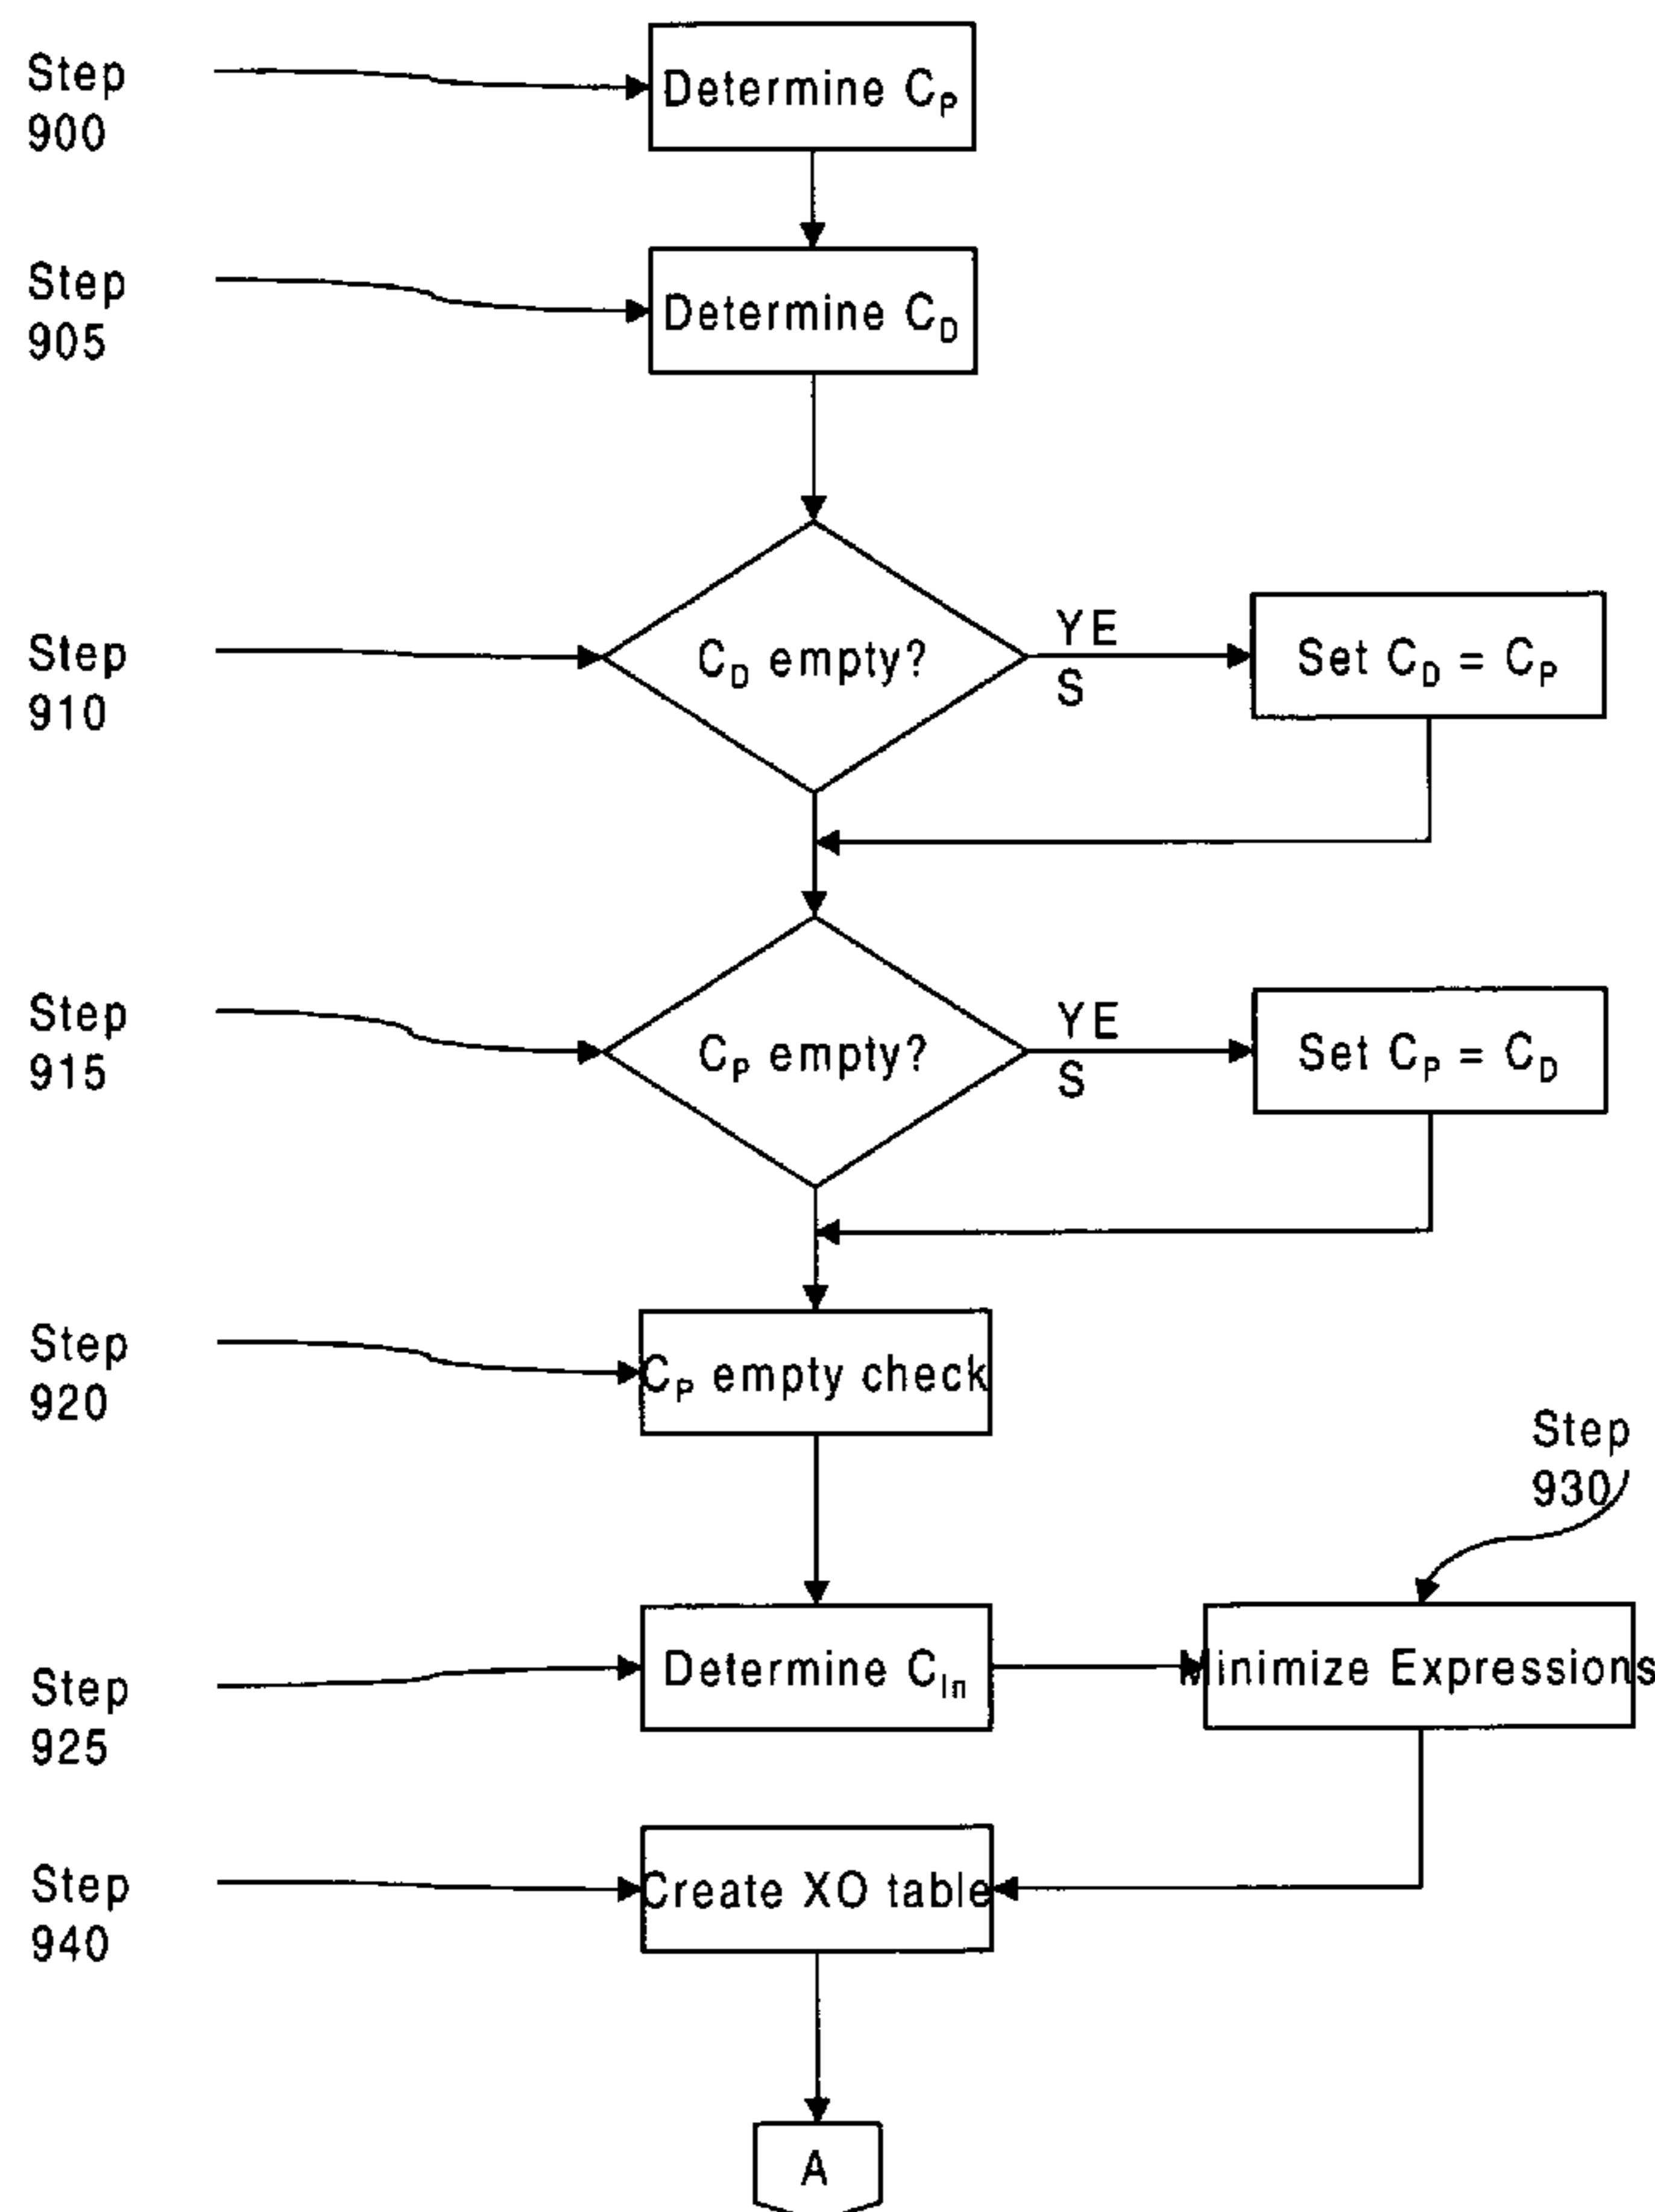 Step
900
Determine C_P
Step
905
Determine C_D
Step
910
C_D empty?
YE
S
Set C_D = C_P
Step
915
C_P empty?
YE
S
Set C_P = C_D
Step
920
C_P empty check
Step
930
Step
925
Determine C_In
Minimize Expressions
Step
940
Create XO table
A